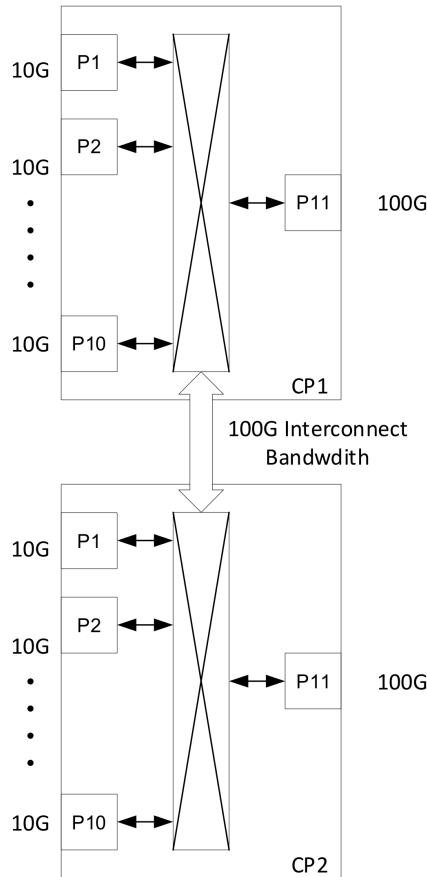 10G P1
10G P2
P11 100G
10G P10
CP1
100G Interconnect
Bandwdith
10G P1
10G P2
P11 100G
10G P10
CP2